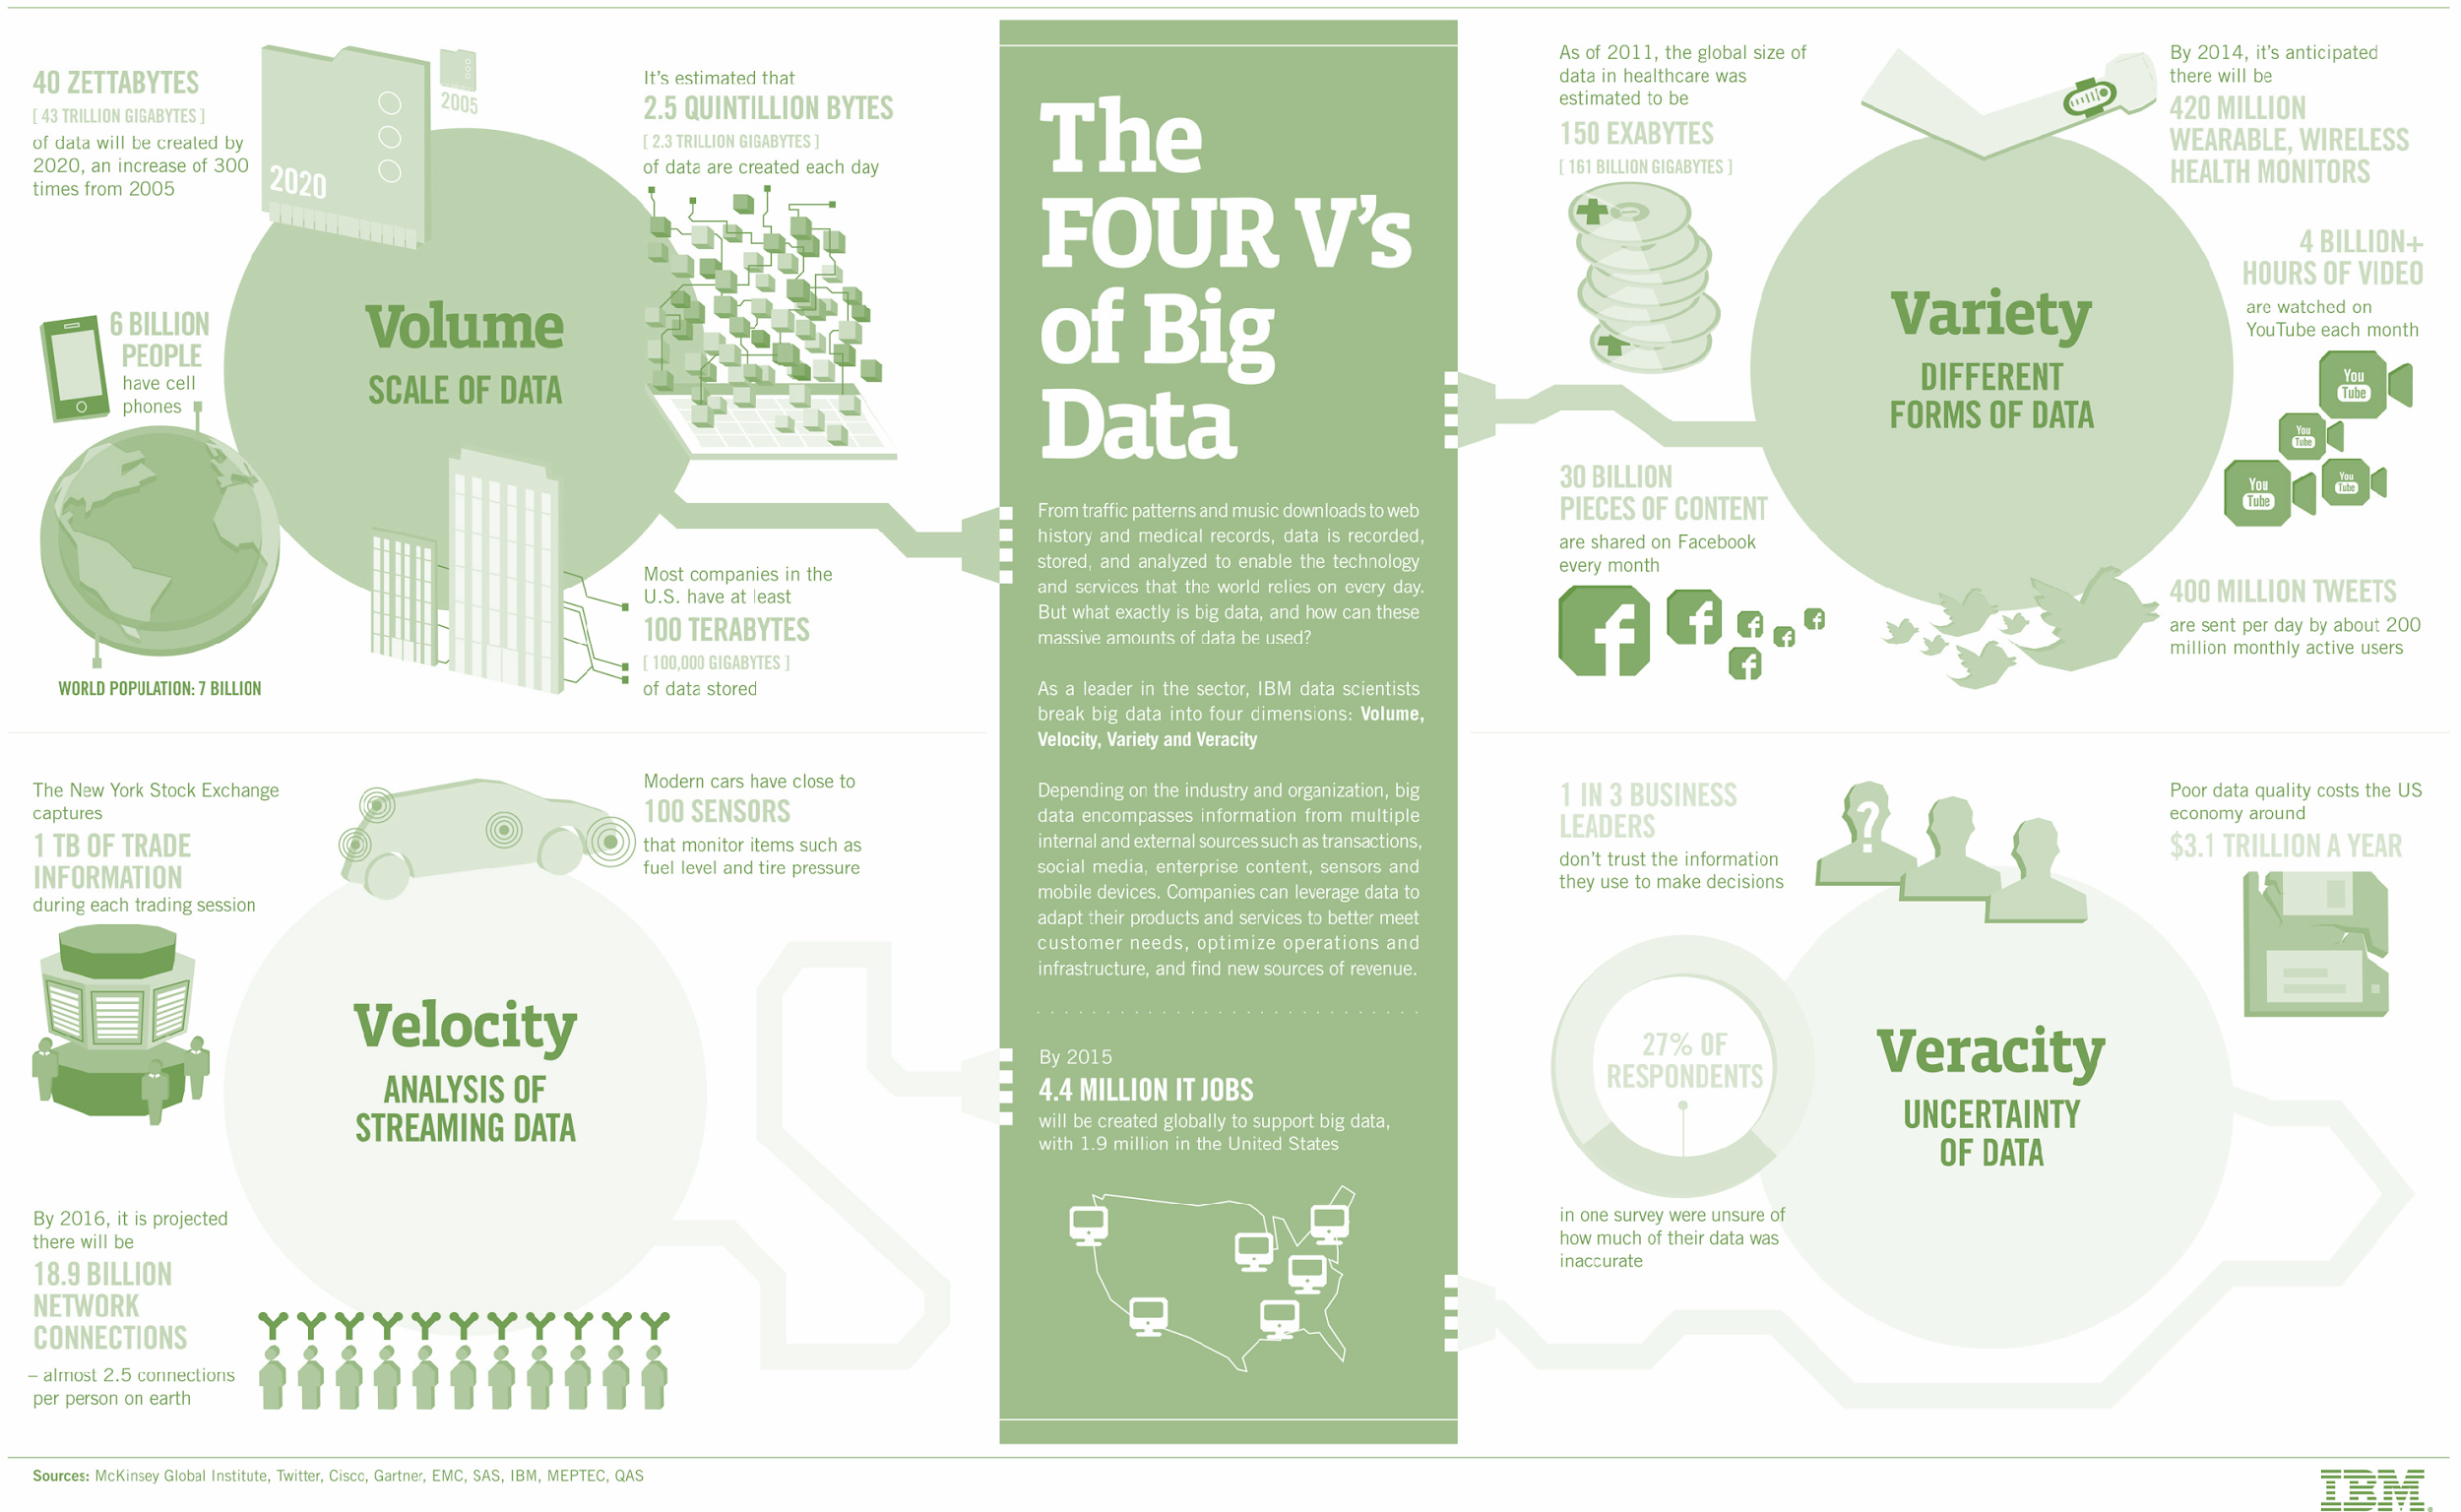 The
FOUR V's
of Big
Data
From traffic patterns and music downloads to web
history and medical records, data is recorded,
stored, and analyzed to enable the technology
and services that the world relies on every day.
But what exactly is big data, and how can these
massive amounts of data be used?
As a leader in the sector, IBM data scientists
break big data into four dimensions: Volume,
Velocity, Variety and Veracity
Depending on the industry and organization, big
data encompasses information from multiple
internal and external sources such as transactions,
social media, enterprise content, sensors and
mobile devices. Companies can leverage data to
adapt their products and services to better meet
customer needs, optimize operations and
infrastructure, and find new sources of revenue.
By 2015
4.4 MILLION IT JOBS
will be created globally to support big data,
with 1.9 million in the United States
Volume
SCALE OF DATA
40 ZETTABYTES
[ 43 TRILLION GIGABYTES ]
of data will be created by
2020, an increase of 300
times from 2005
2020
2005
It's estimated that
2.5 QUINTILLION BYTES
[ 2.3 TRILLION GIGABYTES ]
of data are created each day
6 BILLION
PEOPLE
have cell
phones
WORLD POPULATION: 7 BILLION
Most companies in the
U.S. have at least
100 TERABYTES
[ 100,000 GIGABYTES ]
of data stored
Variety
DIFFERENT
FORMS OF DATA
As of 2011, the global size of
data in healthcare was
estimated to be
150 EXABYTES
[ 161 BILLION GIGABYTES ]
By 2014, it's anticipated
there will be
420 MILLION
WEARABLE, WIRELESS
HEALTH MONITORS
4 BILLION+
HOURS OF VIDEO
are watched on
YouTube each month
You
Tube
You
Tube
You
Tube
You
Tube
30 BILLION
PIECES OF CONTENT
are shared on Facebook
every month
f
f
f
f
f
f
400 MILLION TWEETS
are sent per day by about 200
million monthly active users
Velocity
ANALYSIS OF
STREAMING DATA
The New York Stock Exchange
captures
1 TB OF TRADE
INFORMATION
during each trading session
Modern cars have close to
100 SENSORS
that monitor items such as
fuel level and tire pressure
By 2016, it is projected
there will be
18.9 BILLION
NETWORK
CONNECTIONS
– almost 2.5 connections
per person on earth
Veracity
UNCERTAINTY
OF DATA
1 IN 3 BUSINESS
LEADERS
don't trust the information
they use to make decisions
?
Poor data quality costs the US
economy around
$3.1 TRILLION A YEAR
27% OF
RESPONDENTS
in one survey were unsure of
how much of their data was
inaccurate
Sources: McKinsey Global Institute, Twitter, Cisco, Gartner, EMC, SAS, IBM, MEPTEC, QAS
IBM®